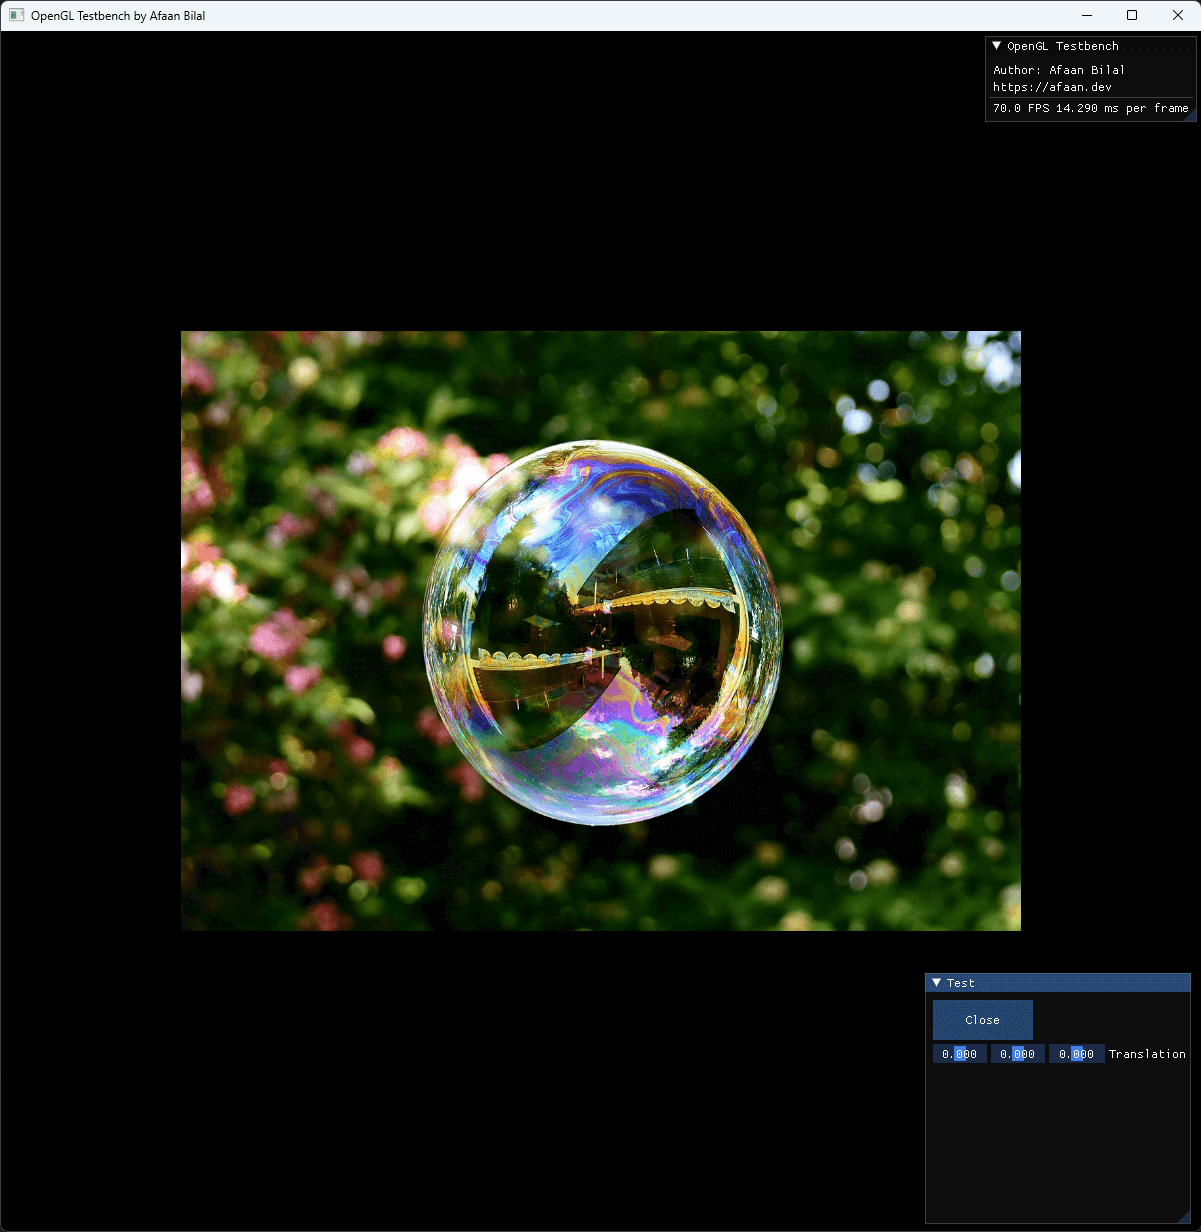 OpenGL Testbench by Afaan Bilal
OpenGL Testbench
Author: Afaan Bilal
https://afaan.dev
70.0 FPS 14.290 ms per frame
Test
Close
0.000 0.000 0.000 Translation